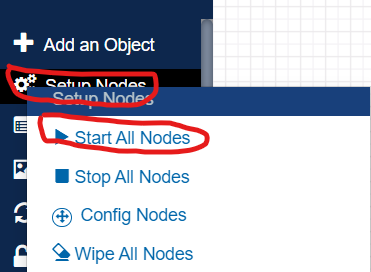 Add an Object
Setup Nodes
Setup Nodes
Start All Nodes
Stop All Nodes
Config Nodes
Wipe All Nodes